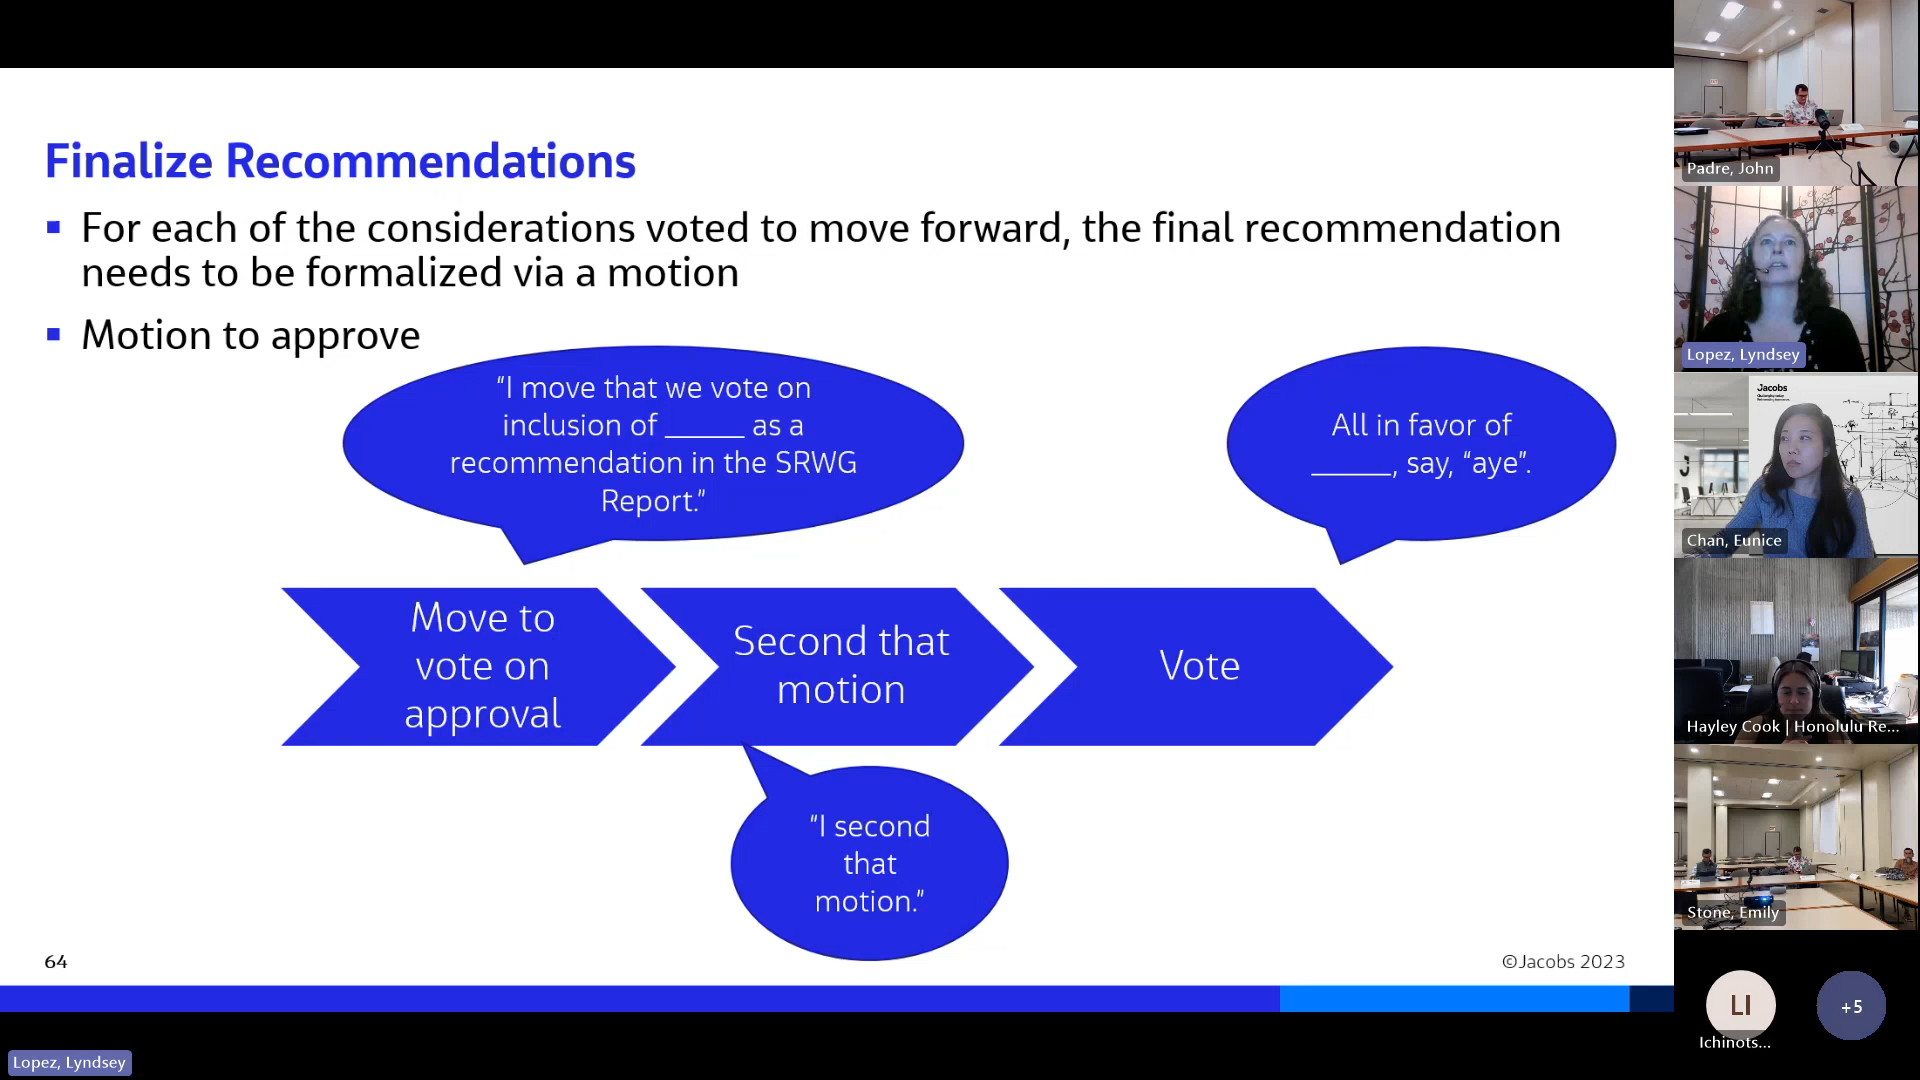 Finalize Recommendations
▪ For each of the considerations voted to move forward, the final recommendation
needs to be formalized via a motion
▪ Motion to approve
“I move that we vote on
inclusion of _____ as a
recommendation in the SRWG
Report.”
All in favor of
_____, say, “aye”.
Move to
vote on
approval
Second that
motion
Vote
“I second
that
motion.”
64
©Jacobs 2023
Lopez, Lyndsey
Padre, John
Lopez, Lyndsey
Jacobs
Chan, Eunice
Hayley Cook | Honolulu Re...
Stone, Emily
LI
Ichinots...
+5